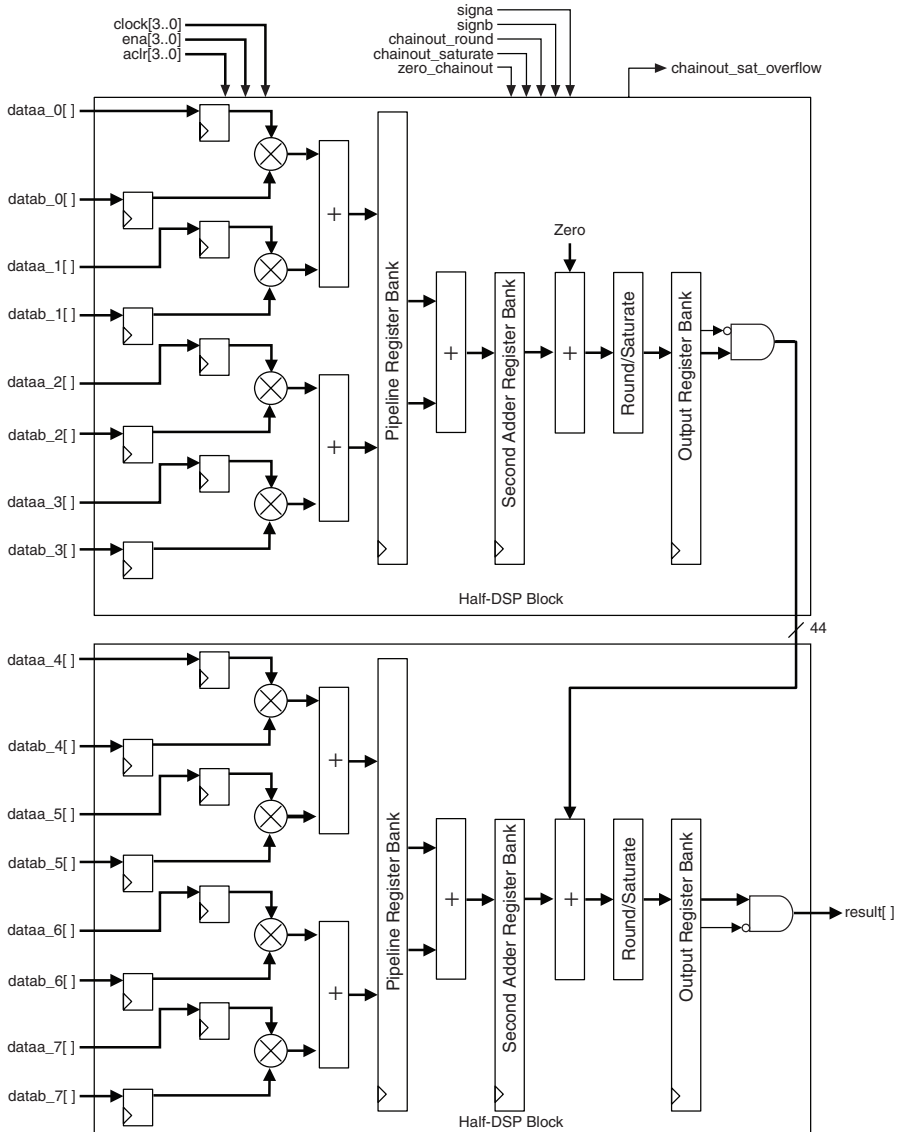 clock[3..0]
ena[3..0]
aclr[3..0]
signa
signb
chainout_round
chainout_saturate
zero_chainout
chainout_sat_overflow
dataa_0[ ]
datab_0[ ]
dataa_1[ ]
datab_1[ ]
dataa_2[ ]
datab_2[ ]
dataa_3[ ]
datab_3[ ]
+
+
Pipeline Register Bank
+
Second Adder Register Bank
Zero
+
Round/Saturate
Output Register Bank
Half-DSP Block
44
dataa_4[ ]
datab_4[ ]
dataa_5[ ]
datab_5[ ]
dataa_6[ ]
datab_6[ ]
dataa_7[ ]
datab_7[ ]
+
+
Pipeline Register Bank
+
Second Adder Register Bank
+
Round/Saturate
Output Register Bank
result[ ]
Half-DSP Block